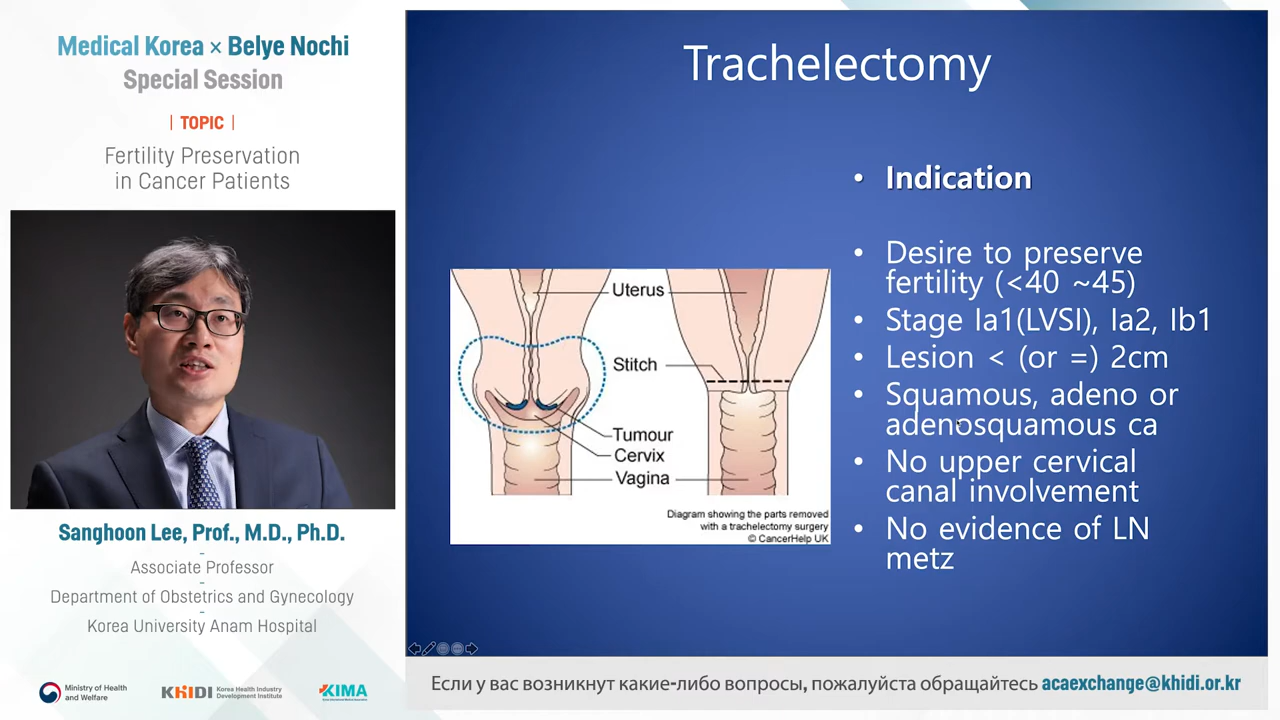 Medical Korea × Belye Nochi
Special Session
| TOPIC |
Fertility Preservation
in Cancer Patients
Sanghoon Lee, Prof., M.D., Ph.D.
-
Associate Professor
-
Department of Obstetrics and Gynecology
-
Korea University Anam Hospital
Ministry of Health
and Welfare
KHIDI
Korea Health Industry
Development Institute
KIMA
Trachelectomy
• Indication
• Desire to preserve
fertility (<40 ~45)
• Stage Ia1(LVSI), Ia2, Ib1
• Lesion < (or =) 2cm
• Squamous, adeno or
adenosquamous ca
• No upper cervical
canal involvement
• No evidence of LN
metz
Uterus
Stitch
Tumour
Cervix
Vagina
Diagram showing the parts removed
with a trachelectomy surgery
© CancerHelp UK
Если у вас возникнут какие-либо вопросы, пожалуйста обращайтесь acaexchange@khidi.or.kr